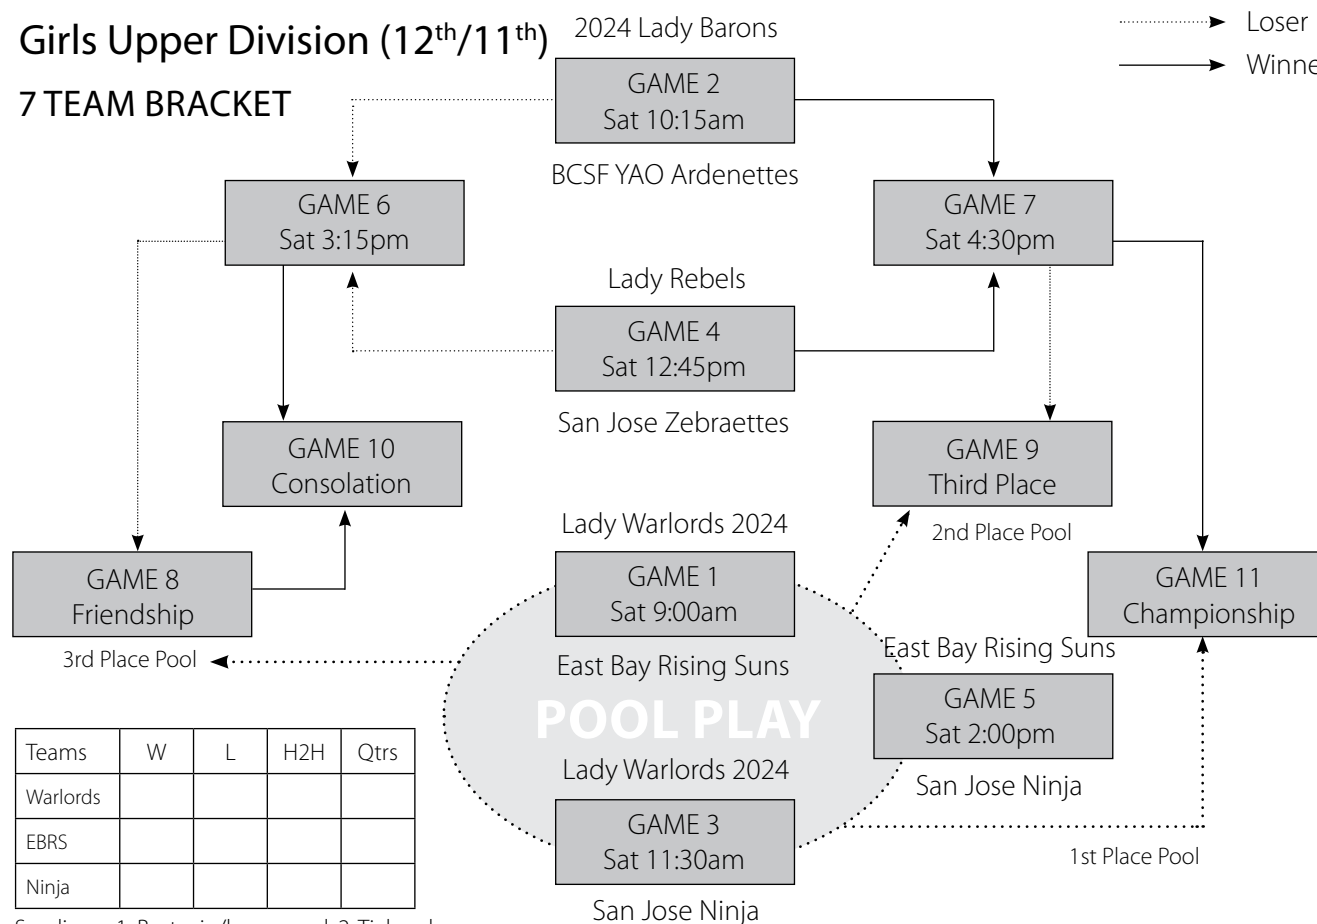 Girls Upper Division (12th/11th)
7 TEAM BRACKET
2024 Lady Barons
GAME 2
Sat 10:15am
BCSF YAO Ardenettes
Loser
Winne
GAME 6
Sat 3:15pm
GAME 7
Sat 4:30pm
Lady Rebels
GAME 4
Sat 12:45pm
San Jose Zebraettes
GAME 10
Consolation
GAME 9
Third Place
2nd Place Pool
Lady Warlords 2024
GAME 1
Sat 9:00am
East Bay Rising Suns
GAME 8
Friendship
3rd Place Pool
GAME 11
Championship
East Bay Rising Suns
GAME 5
Sat 2:00pm
San Jose Ninja
POOL PLAY
Lady Warlords 2024
GAME 3
Sat 11:30am
San Jose Ninja
1st Place Pool
Teams W L H2H Qtrs
Warlords
EBRS
Ninja